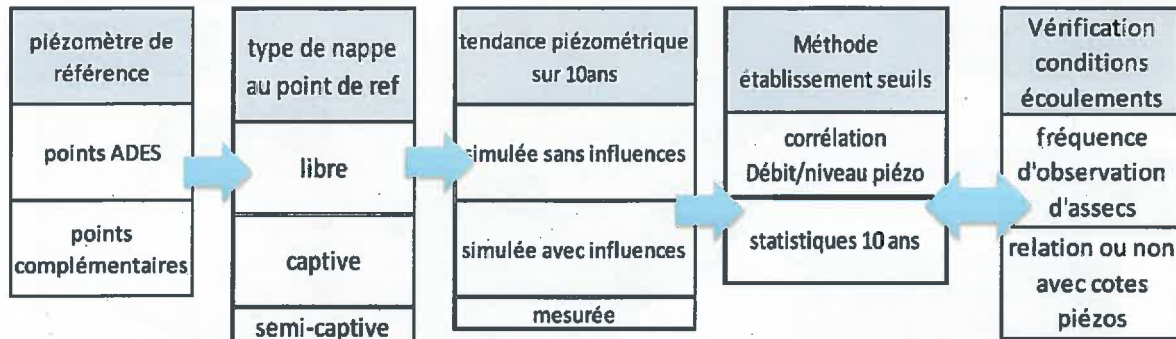 piézomètre de
référence
points ADES
points
complémentaires
type de nappe
au point de ref
libre
captive
semi-captive
tendance piézométrique
sur 10ans
simulée sans influences
simulée avec influences
mesurée
Méthode
établissement seuils
corrélation
Débit/niveau piézo
statistiques 10 ans
Vérification
conditions
écoulements
fréquence
d'observation
d'assecs
relation ou non
avec cotes
piézos